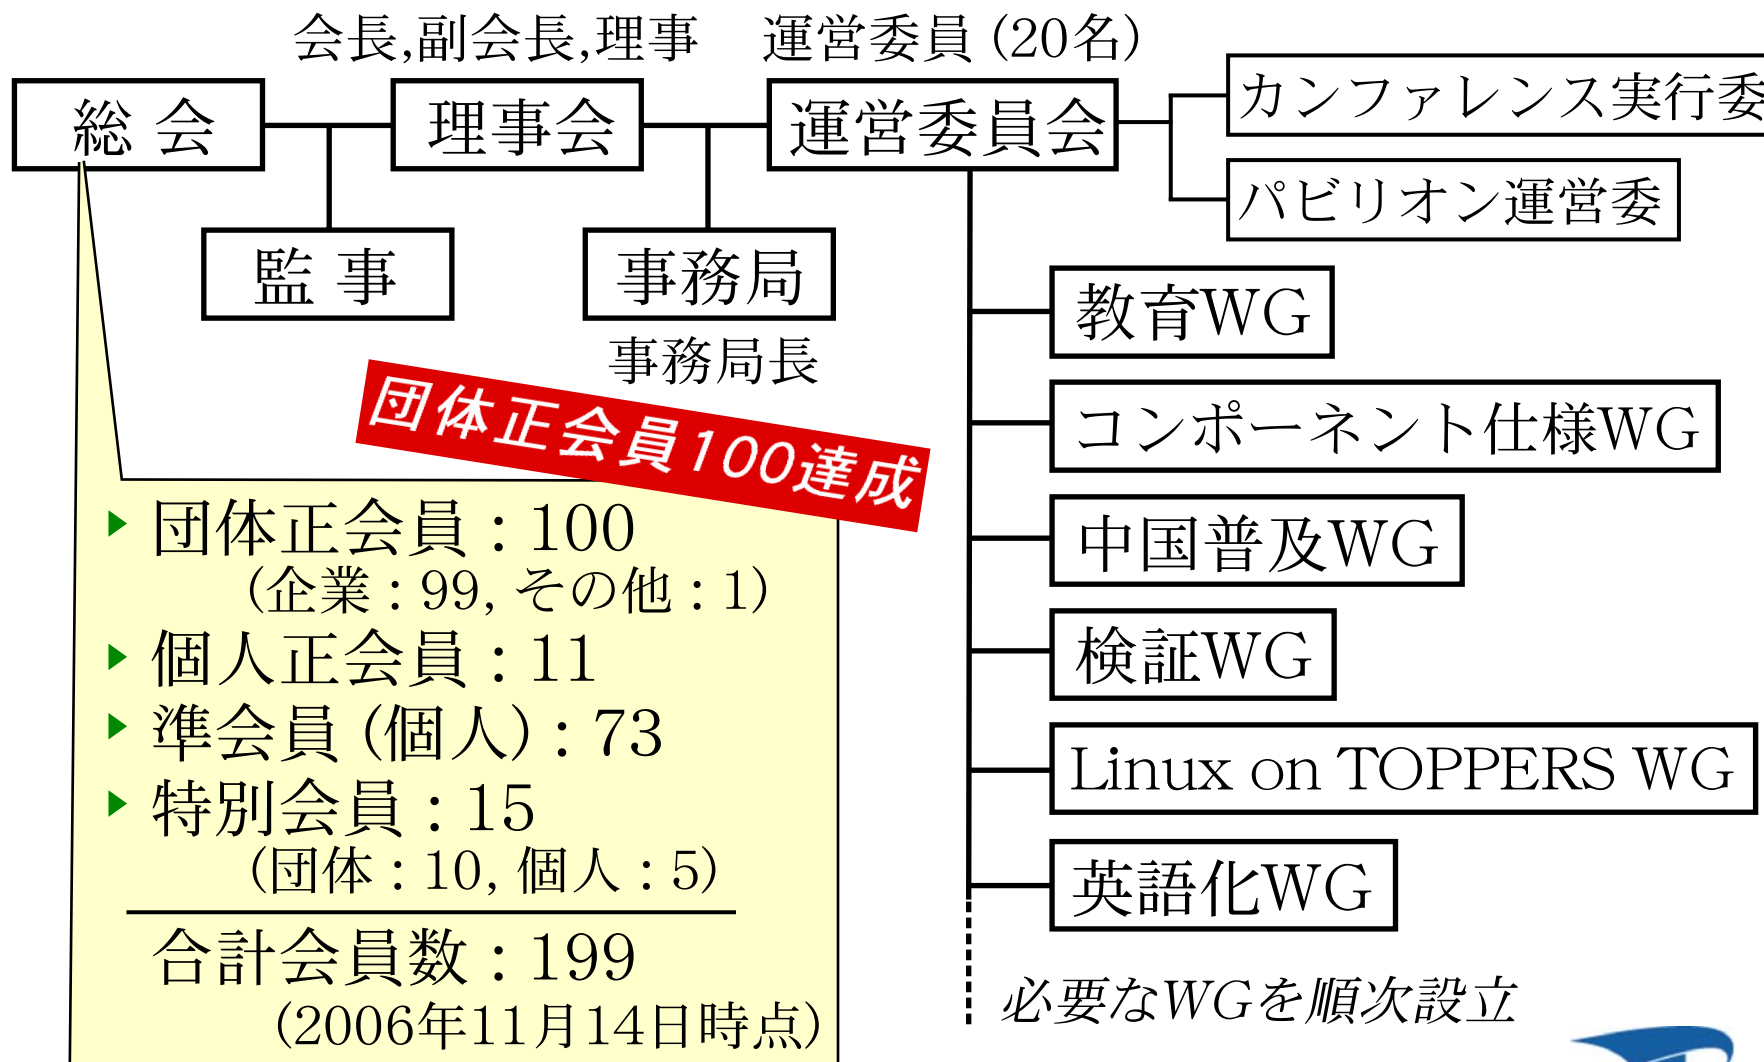 会長,副会長,理事
運営委員 (20名)
総 会
理事会
運営委員会
カンファレンス実行委
パビリオン運営委
監 事
事務局
事務局長
教育WG
コンポーネント仕様WG
中国普及WG
検証WG
Linux on TOPPERS WG
英語化WG
必要なWGを順次設立
団体正会員100達成
団体正会員 : 100
(企業 : 99, その他 : 1)
個人正会員 : 11
準会員 (個人) : 73
特別会員 : 15
(団体 : 10, 個人 : 5)
合計会員数 : 199
(2006年11月14日時点)